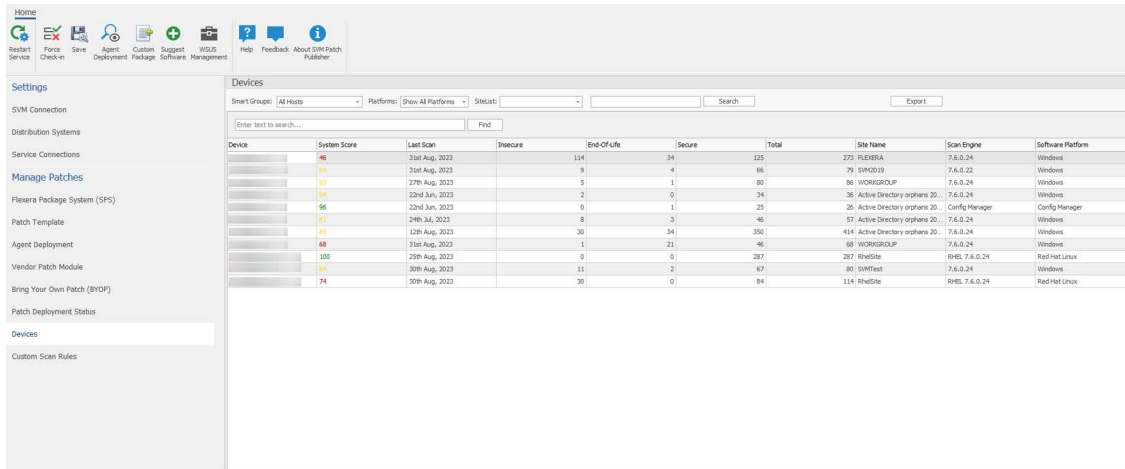 Home
Restart Service
Force Check-in
Save
Agent Deployment
Custom Package
Suggest Software
WSUS Management
Help
Feedback
About SVM Patch Publisher
Settings
SVM Connection
Distribution Systems
Service Connections
Manage Patches
Flexera Package System (SPS)
Patch Template
Agent Deployment
Vendor Patch Module
Bring Your Own Patch (BYOP)
Patch Deployment Status
Devices
Custom Scan Rules
Devices
Smart Groups: All Hosts Platforms: Show All Platforms SiteList: Search Export
Enter text to search... Find
Device System Score Last Scan Insecure End-Of-Life Secure Total Site Name Scan Engine Software Platform
46 31st Aug, 2023 114 34 125 273 FLEXERA 7.6.0.24 Windows
31st Aug, 2023 9 4 66 79 SVM2019 7.6.0.22 Windows
27th Aug, 2023 5 1 80 86 WORKGROUP 7.6.0.24 Windows
22nd Jun, 2023 2 0 34 36 Active Directory orphans 20... 7.6.0.24 Windows
96 22nd Jun, 2023 0 1 25 26 Active Directory orphans 20... Config Manager Config Manager
24th Jul, 2023 8 3 46 57 Active Directory orphans 20... 7.6.0.24 Windows
12th Aug, 2023 30 34 350 414 Active Directory orphans 20... 7.6.0.24 Windows
68 31st Aug, 2023 1 21 46 68 WORKGROUP 7.6.0.24 Windows
100 25th Aug, 2023 0 0 287 287 RhelSite RHEL 7.6.0.24 Red Hat Linux
30th Aug, 2023 11 2 67 80 SVMTest 7.6.0.24 Windows
74 30th Aug, 2023 30 0 84 114 RhelSite RHEL 7.6.0.24 Red Hat Linux